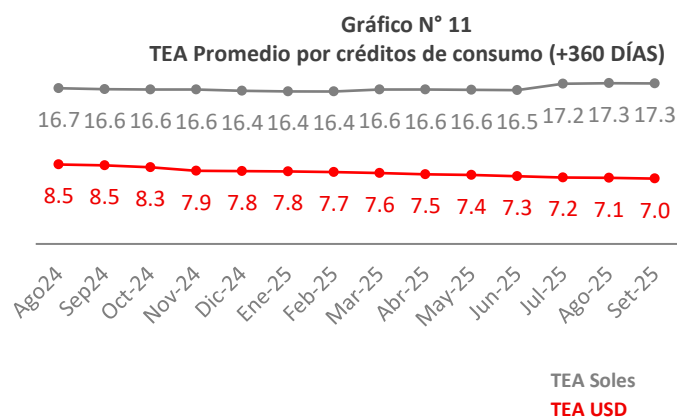 Gráfico N° 11
TEA Promedio por créditos de consumo (+360 DÍAS)
16.7 16.6 16.6 16.6 16.4 16.4 16.4 16.6 16.6 16.6 16.5 17.2 17.3 17.3
8.5 8.5 8.3 7.9 7.8 7.8 7.7 7.6 7.5 7.4 7.3 7.2 7.1 7.0
Ago24 Sep24 Oct-24 Nov-24 Dic-24 Ene-25 Feb-25 Mar-25 Abr-25 May-25 Jun-25 Jul-25 Ago-25 Set-25
TEA Soles
TEA USD